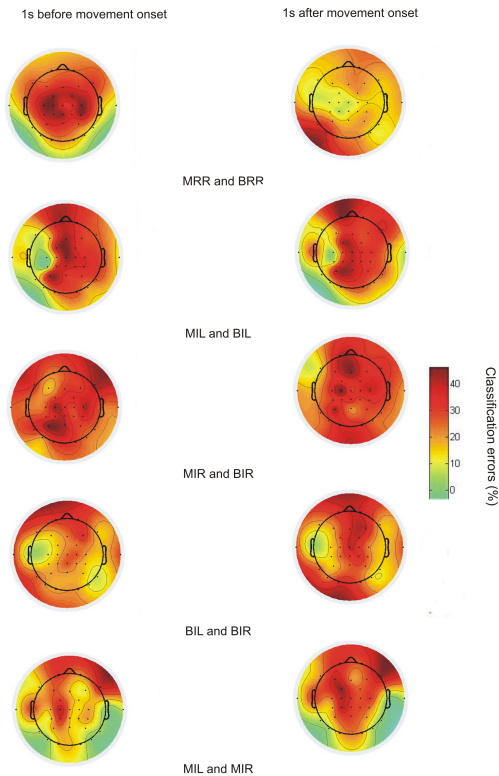 1s before movement onset
1s after movement onset
MRR and BRR
MIL and BIL
MIR and BIR
BIL and BIR
MIL and MIR
40
30
20
10
0
Classification errors (%)